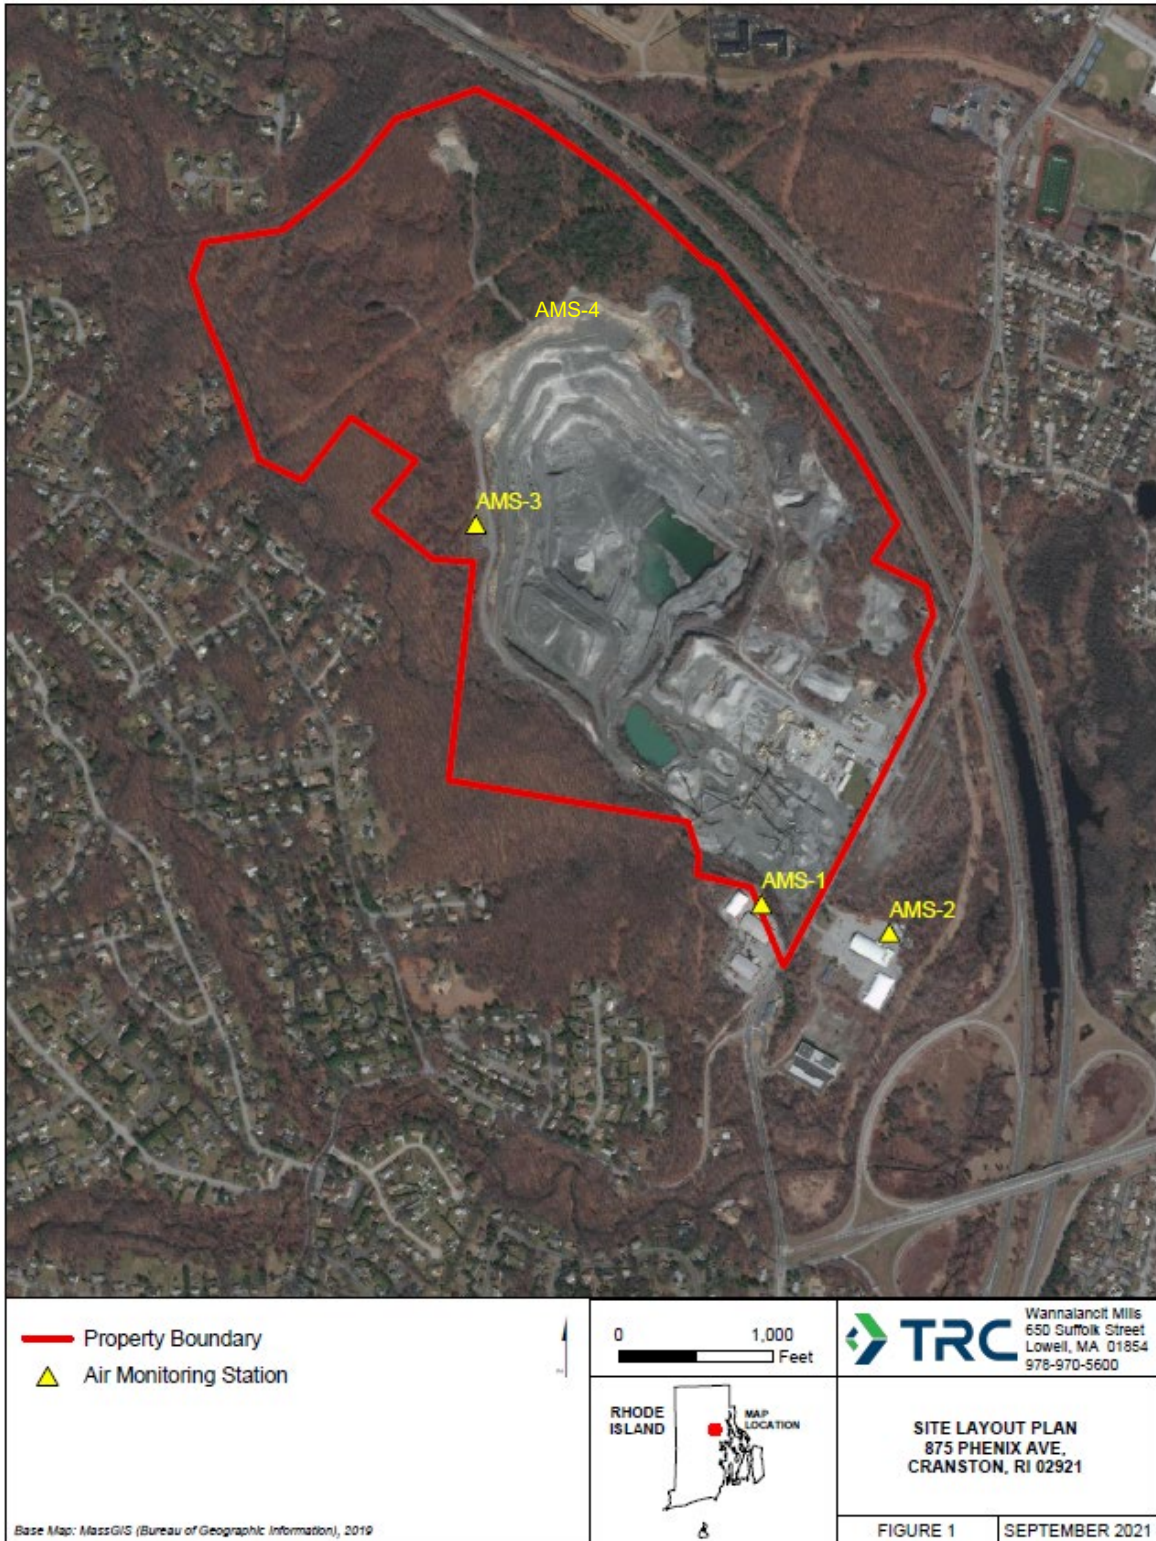 AMS-4
AMS-3
AMS-1
AMS-2
Property Boundary
Air Monitoring Station
Base Map: MassGIS (Bureau of Geographic Information), 2019
0 1,000
Feet
RHODE
ISLAND
MAP
LOCATION
TRC
Wannalancit Mills
650 Suffolk Street
Lowell, MA 01854
978-970-5600
SITE LAYOUT PLAN
875 PHENIX AVE,
CRANSTON, RI 02921
FIGURE 1
SEPTEMBER 2021